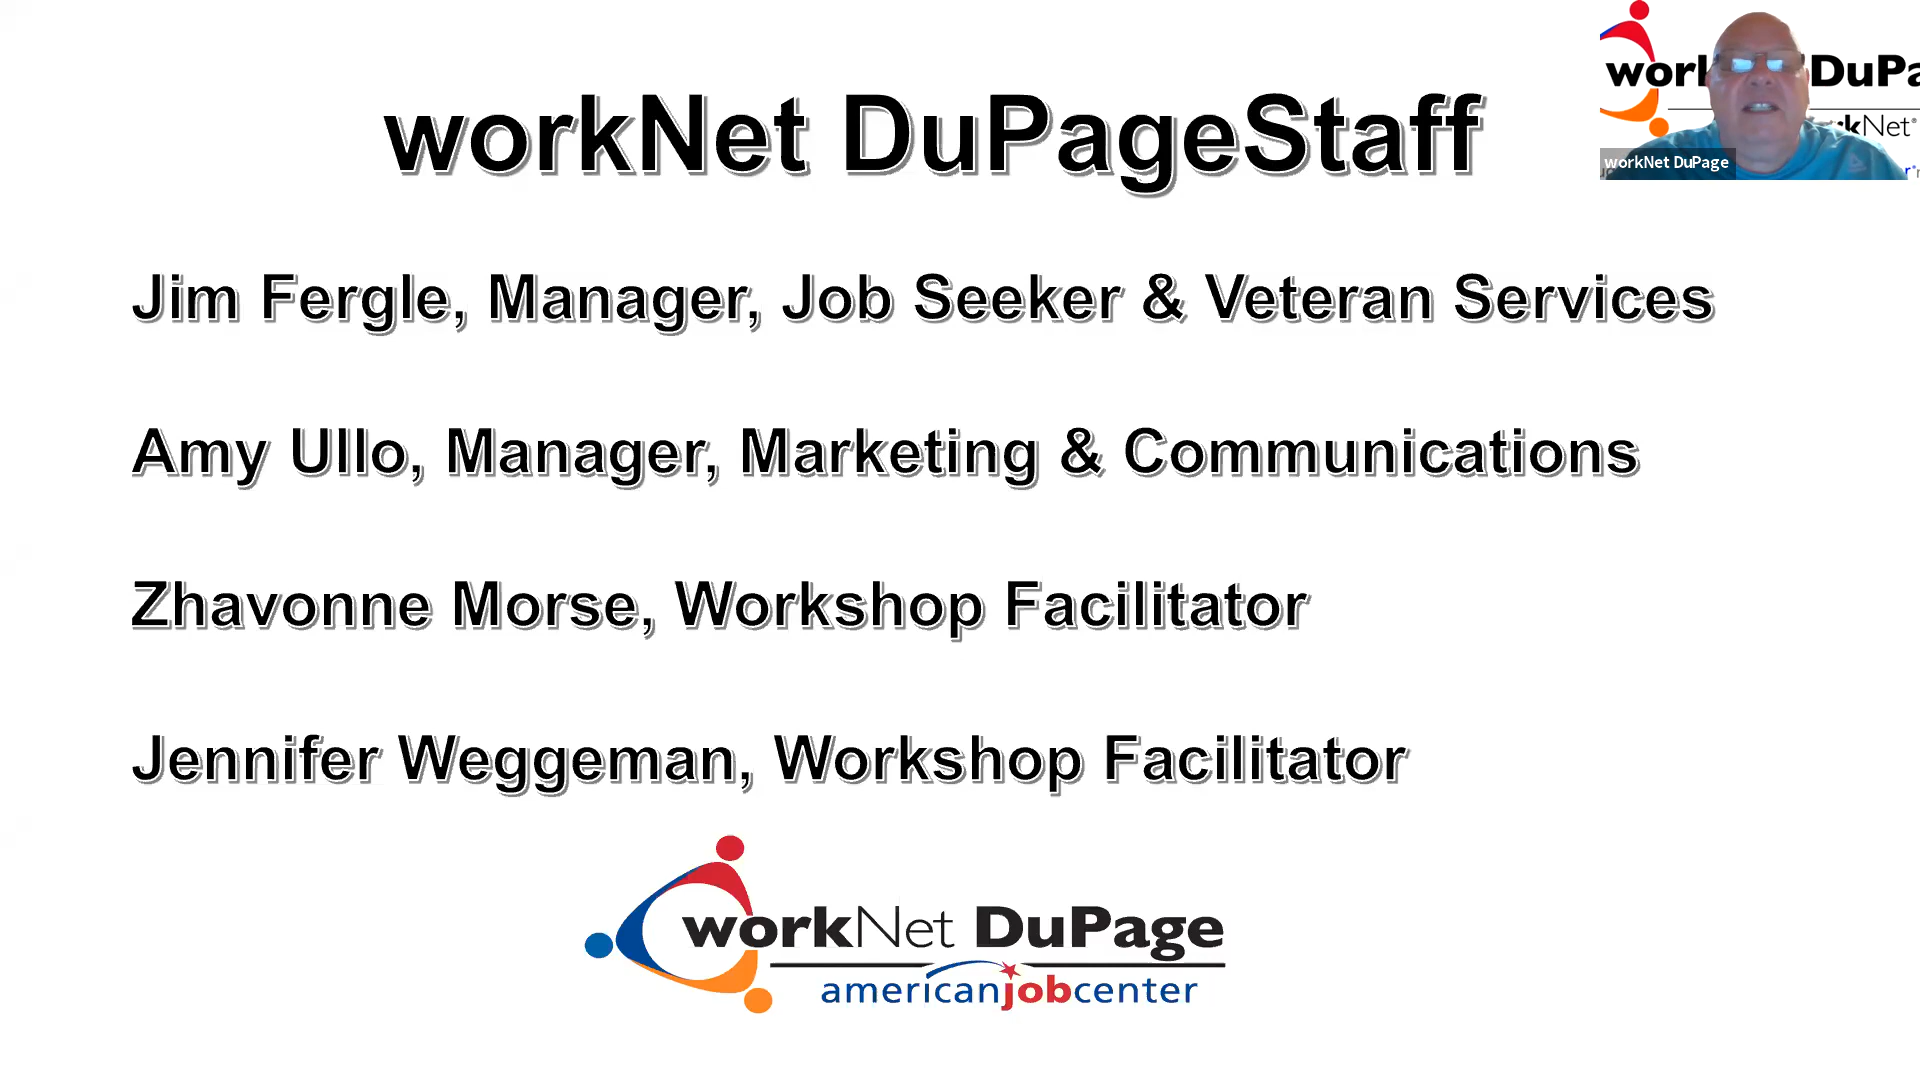 workNet DuPageStaff
workNet DuPage
Jim Fergle, Manager, Job Seeker & Veteran Services
Amy Ullo, Manager, Marketing & Communications
Zhavonne Morse, Workshop Facilitator
Jennifer Weggeman, Workshop Facilitator
workNet DuPage
americanjobcenter